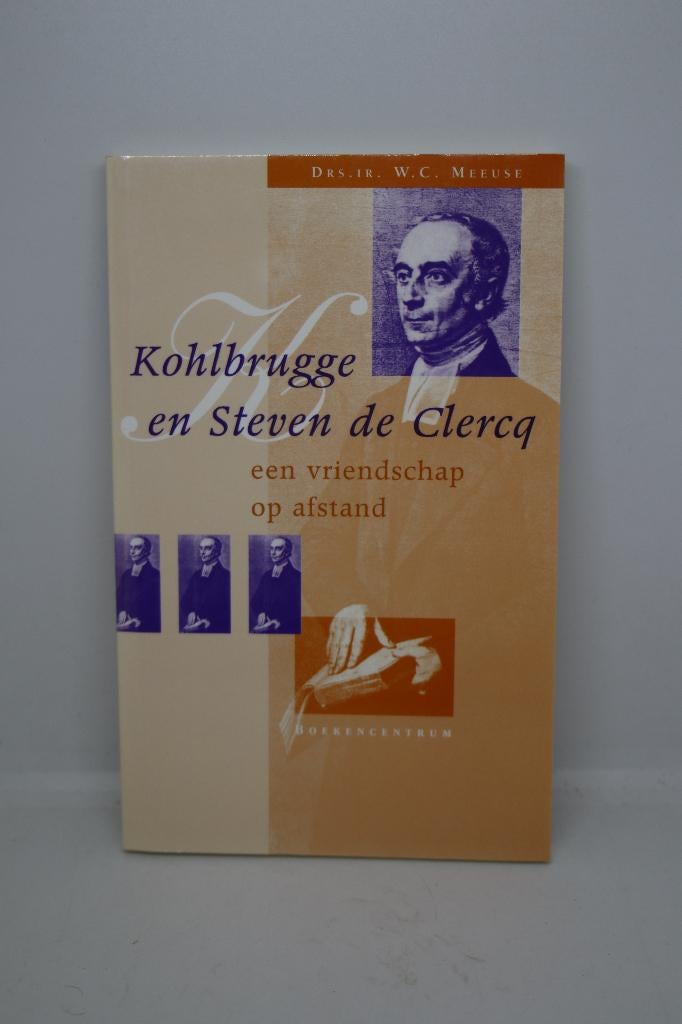 DRS.IR. W.C. MEEUSE
K
Kohlbrugge
en Steven de Clercq
een vriendschap
op afstand
BOEKENCENTRUM